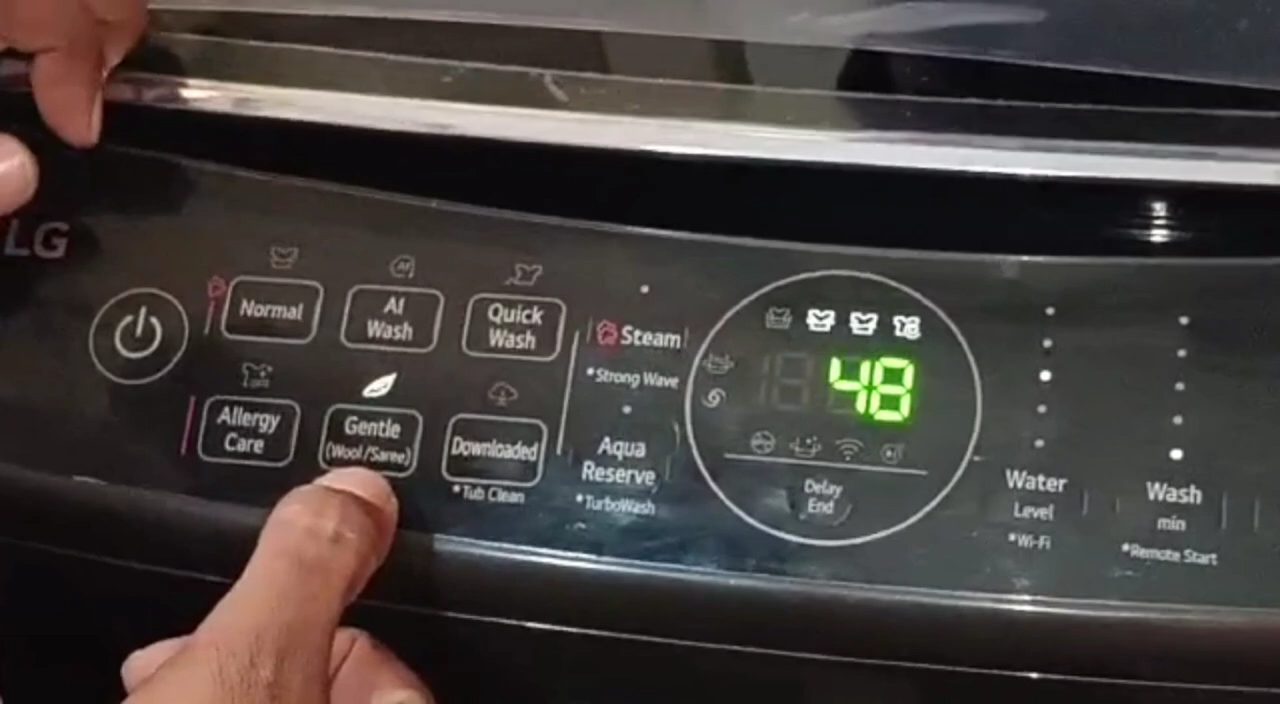 LG
Normal
AI
Wash
Quick
Wash
Steam
*Strong Wave
Allergy
Care
Gentle
(Wool/Saree)
Downloaded
*Tub Clean
Aqua
Reserve
*TurboWash
48
Delay
End
Water
Level
*Wi-Fi
Wash
min
*Remote Start